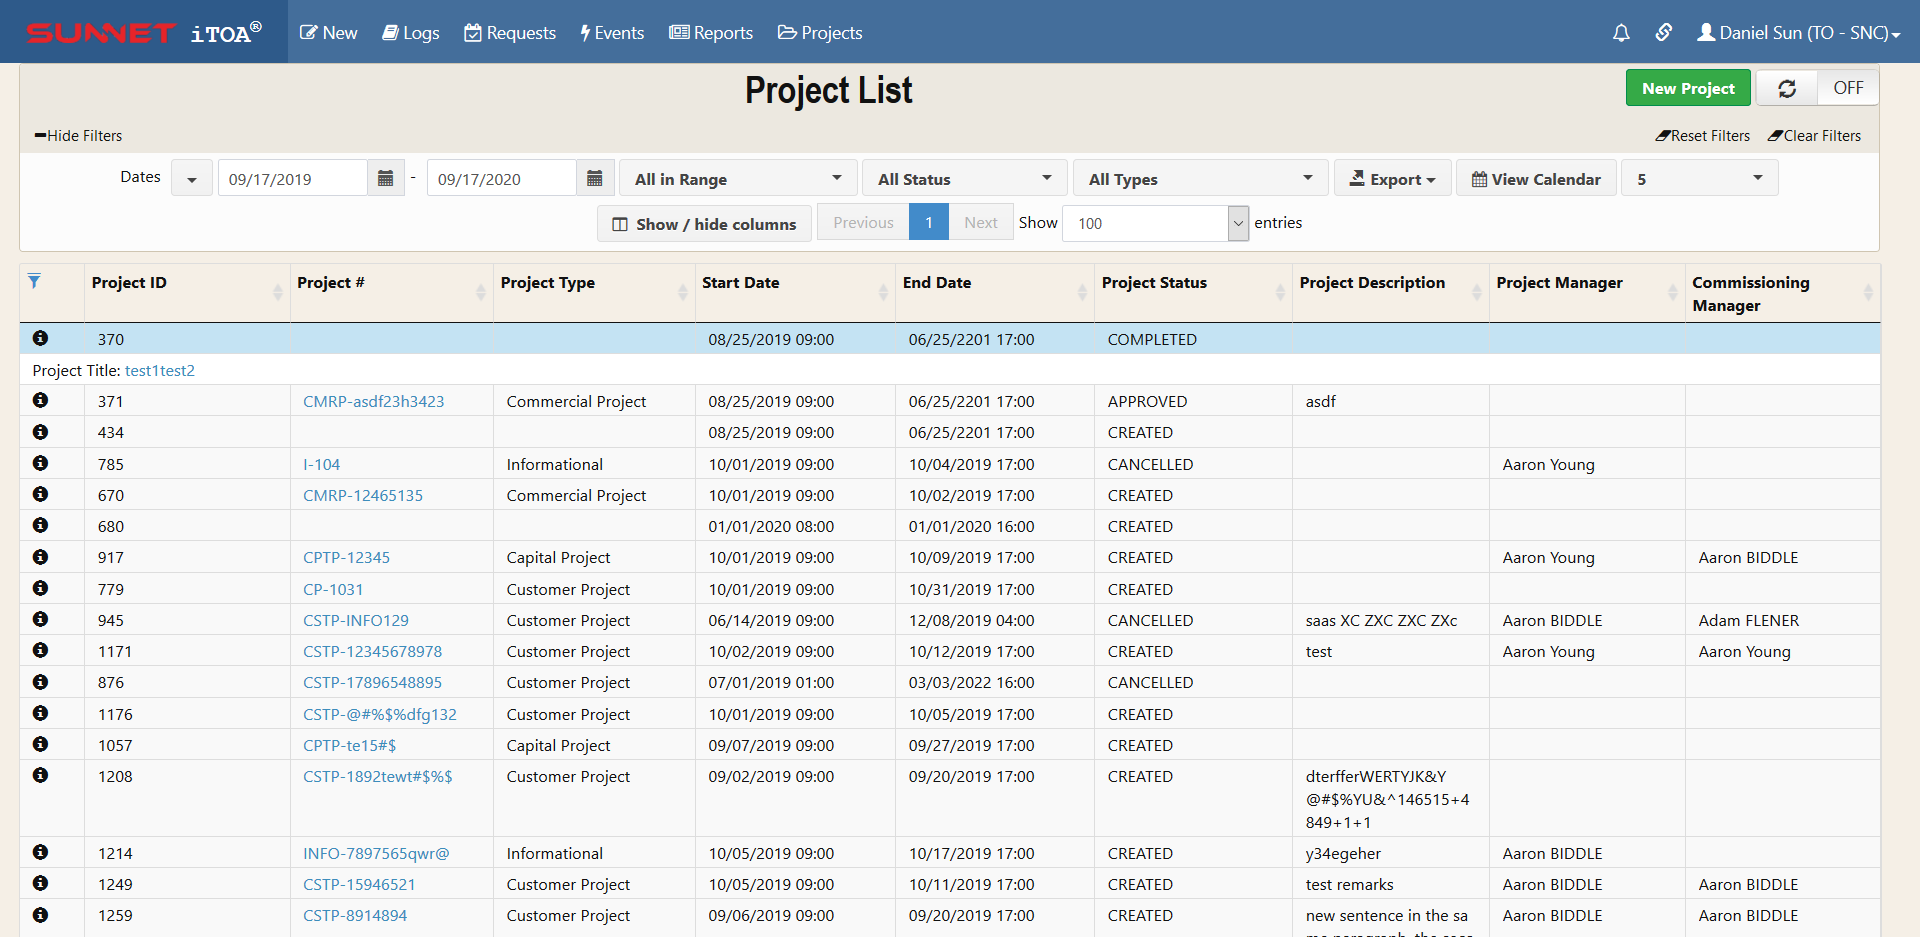 SUNNET iTOA® New Logs Requests Events Reports Projects Daniel Sun (TO - SNC)
Project List New Project OFF
Hide Filters Reset Filters Clear Filters
Dates 09/17/2019 - 09/17/2020 All in Range All Status All Types Export View Calendar 5
Show / hide columns Previous 1 Next Show 100 entries
Project ID Project # Project Type Start Date End Date Project Status Project Description Project Manager Commissioning
Manager
370 08/25/2019 09:00 06/25/2201 17:00 COMPLETED
Project Title: test1test2
371 CMRP-asdf23h3423 Commercial Project 08/25/2019 09:00 06/25/2201 17:00 APPROVED asdf
434 08/25/2019 09:00 06/25/2201 17:00 CREATED
785 I-104 Informational 10/01/2019 09:00 10/04/2019 17:00 CANCELLED Aaron Young
670 CMRP-12465135 Commercial Project 10/01/2019 09:00 10/02/2019 17:00 CREATED
680 01/01/2020 08:00 01/01/2020 16:00 CREATED
917 CPTP-12345 Capital Project 10/01/2019 09:00 10/09/2019 17:00 CREATED Aaron Young Aaron BIDDLE
779 CP-1031 Customer Project 10/01/2019 09:00 10/31/2019 17:00 CREATED
945 CSTP-INFO129 Customer Project 06/14/2019 09:00 12/08/2019 04:00 CANCELLED saas XC ZXC ZXC ZXc Aaron BIDDLE Adam FLENER
1171 CSTP-12345678978 Customer Project 10/02/2019 09:00 10/12/2019 17:00 CREATED test Aaron Young Aaron Young
876 CSTP-17896548895 Customer Project 07/01/2019 01:00 03/03/2022 16:00 CANCELLED
1176 CSTP-@#%$%dfg132 Customer Project 10/01/2019 09:00 10/05/2019 17:00 CREATED
1057 CPTP-te15#$ Capital Project 09/07/2019 09:00 09/27/2019 17:00 CREATED
1208 CSTP-1892tewt#$%$ Customer Project 09/02/2019 09:00 09/20/2019 17:00 CREATED dterfferWERTYJK&Y
@#$%YU&^146515+4
849+1+1
1214 INFO-7897565qwr@ Informational 10/05/2019 09:00 10/17/2019 17:00 CREATED y34egeher Aaron BIDDLE
1249 CSTP-15946521 Customer Project 10/05/2019 09:00 10/11/2019 17:00 CREATED test remarks Aaron BIDDLE Aaron BIDDLE
1259 CSTP-8914894 Customer Project 09/06/2019 09:00 09/20/2019 17:00 CREATED new sentence in the sa Aaron BIDDLE Aaron BIDDLE